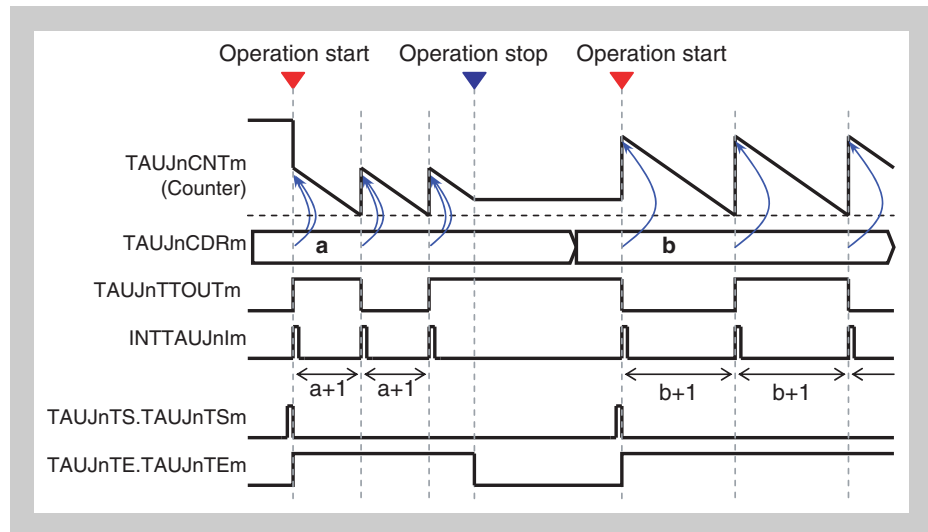 Operation start Operation stop Operation start
TAUJnCNTm
(Counter)
TAUJnCDRm a b
TAUJnTTOUTm
INTTAUJnIm
a+1 a+1 b+1 b+1
TAUJnTS.TAUJnTSm
TAUJnTE.TAUJnTEm